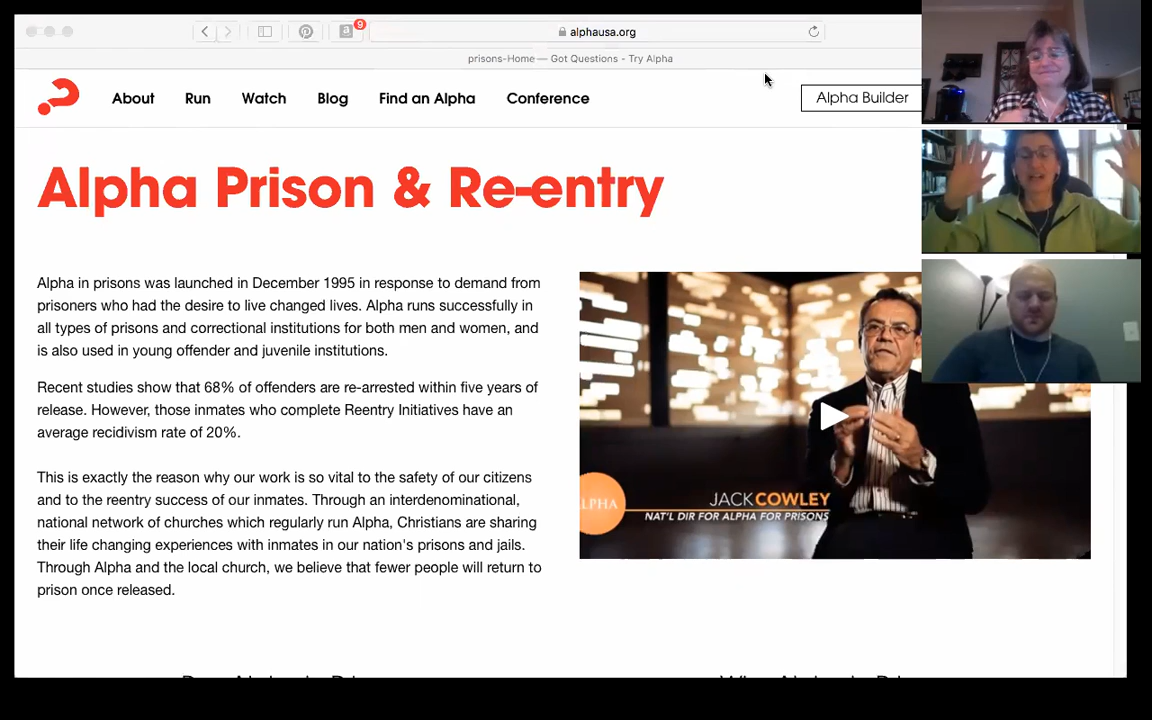 9
alphausa.org
prisons-Home — Got Questions - Try Alpha
About Run Watch Blog Find an Alpha Conference Alpha Builder
Alpha Prison & Re-entry
Alpha in prisons was launched in December 1995 in response to demand from
prisoners who had the desire to live changed lives. Alpha runs successfully in
all types of prisons and correctional institutions for both men and women, and
is also used in young offender and juvenile institutions.
Recent studies show that 68% of offenders are re-arrested within five years of
release. However, those inmates who complete Reentry Initiatives have an
average recidivism rate of 20%.
This is exactly the reason why our work is so vital to the safety of our citizens
and to the reentry success of our inmates. Through an interdenominational,
national network of churches which regularly run Alpha, Christians are sharing
their life changing experiences with inmates in our nation's prisons and jails.
Through Alpha and the local church, we believe that fewer people will return to
prison once released.
ALPHA
JACK COWLEY
NAT'L DIR FOR ALPHA FOR PRISONS